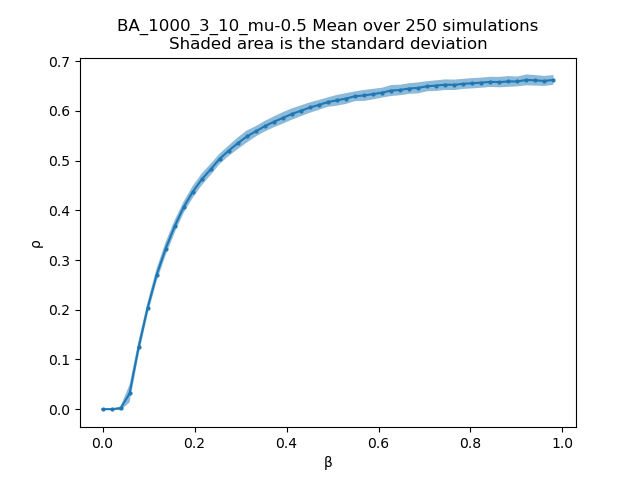 BA_1000_3_10_mu-0.5 Mean over 250 simulations
Shaded area is the standard deviation
0.7
0.6
0.5
0.4
0.3
0.2
0.1
0.0
ρ
0.0 0.2 0.4 0.6 0.8 1.0
β